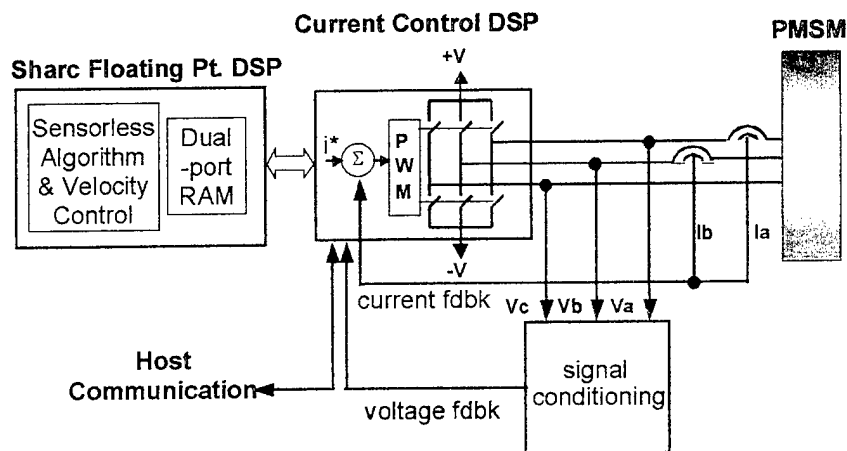 Current Control DSP
PMSM
Sharc Floating Pt. DSP
+V
Sensorless
Algorithm
& Velocity
Control
Dual
-port
RAM
i*
Σ
P
W
M
Ib
Ia
-V
current fdbk
Vc
Vb
Va
Host
Communication
signal
conditioning
voltage fdbk